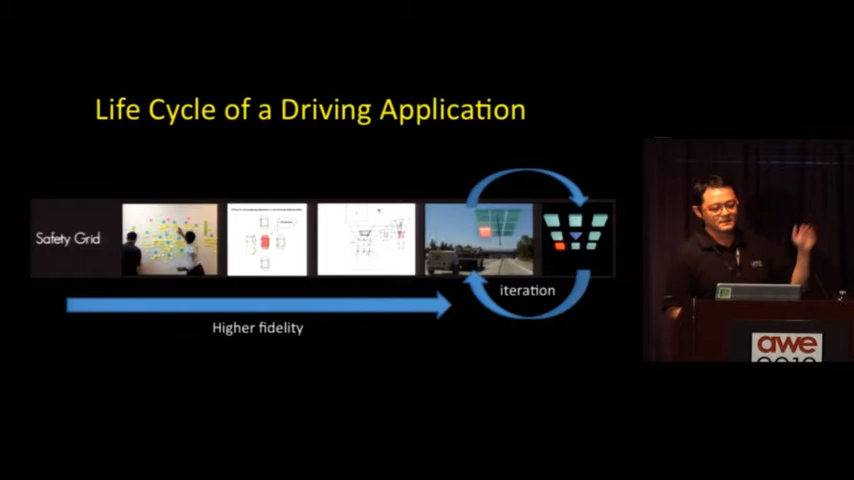 Life Cycle of a Driving Application
Safety Grid
iteration
Higher fidelity
awe